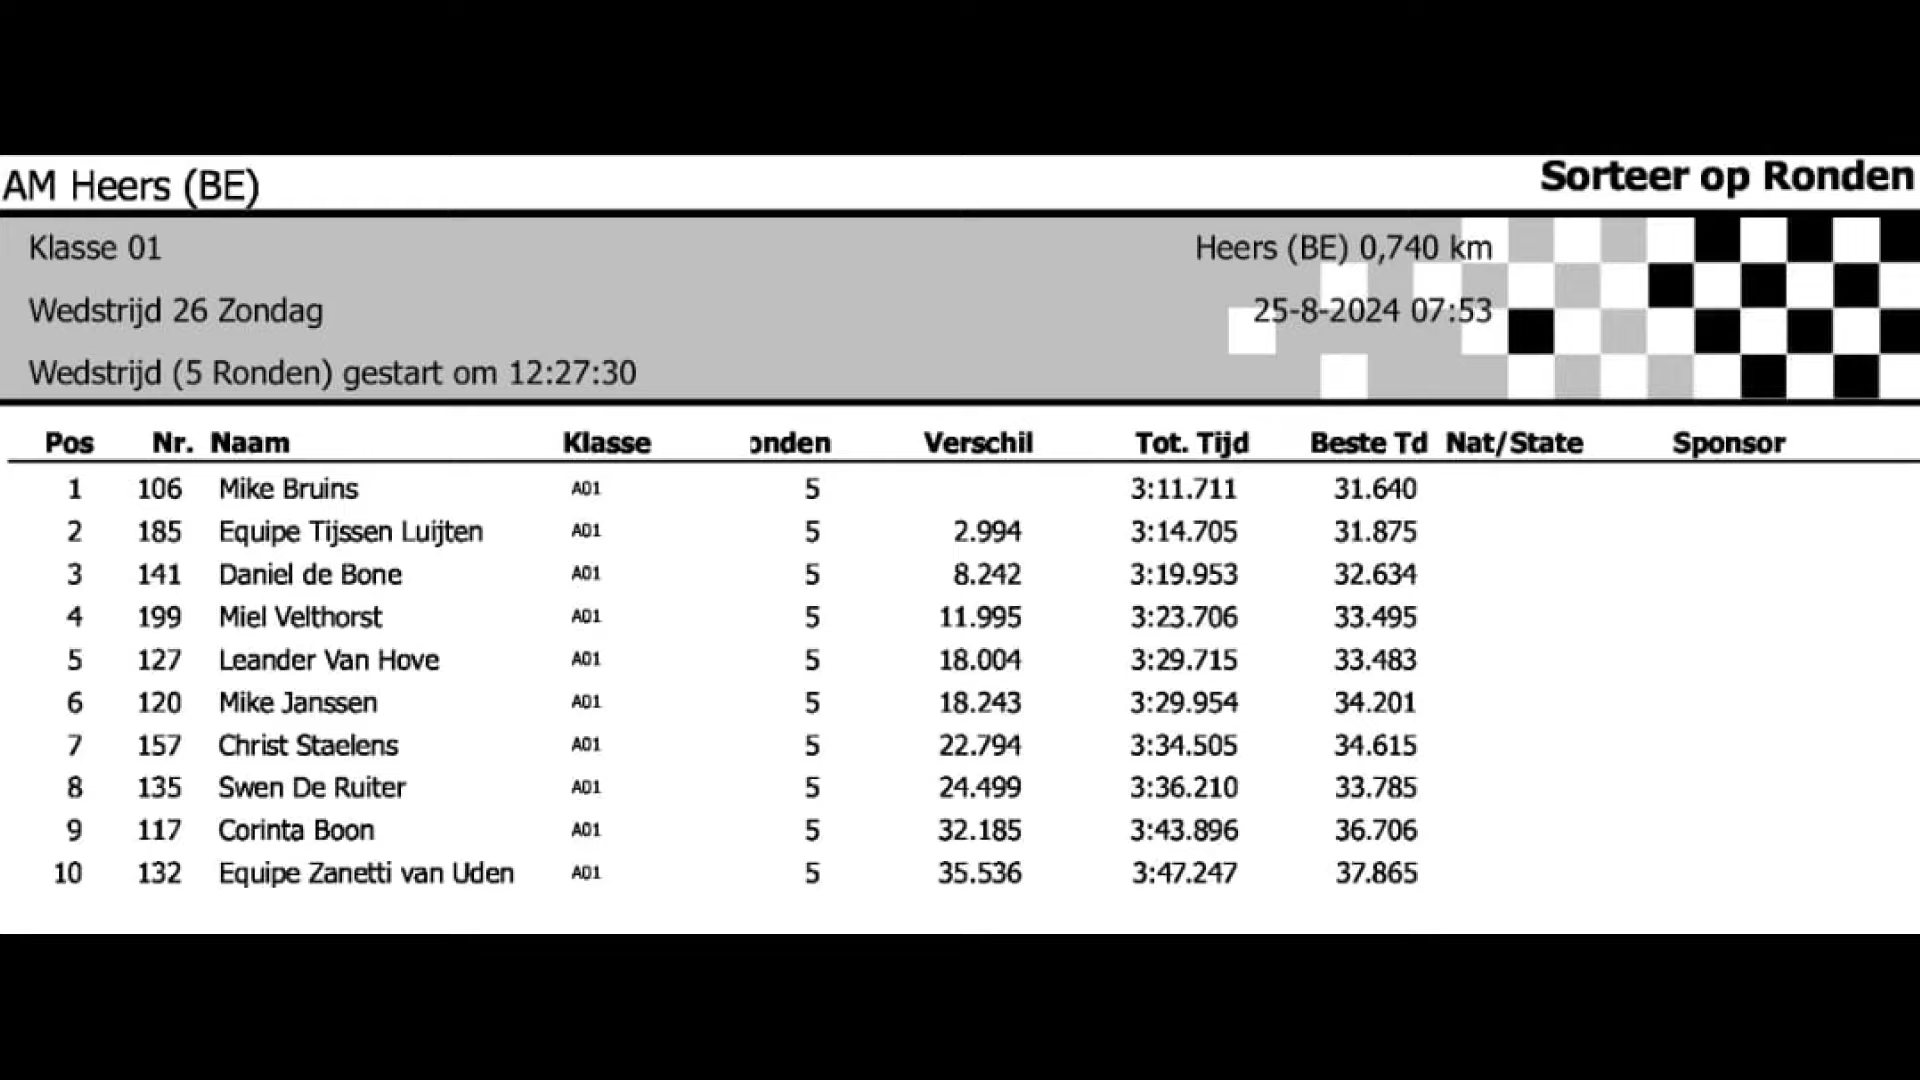 AM Heers (BE) Sorteer op Ronden
Klasse 01 Heers (BE) 0,740 km
Wedstrijd 26 Zondag 25-8-2024 07:53
Wedstrijd (5 Ronden) gestart om 12:27:30
Pos Nr. Naam Klasse onden Verschil Tot. Tijd Beste Td Nat/State Sponsor
1 106 Mike Bruins A01 5 3:11.711 31.640
2 185 Equipe Tijssen Luijten A01 5 2.994 3:14.705 31.875
3 141 Daniel de Bone A01 5 8.242 3:19.953 32.634
4 199 Miel Velthorst A01 5 11.995 3:23.706 33.495
5 127 Leander Van Hove A01 5 18.004 3:29.715 33.483
6 120 Mike Janssen A01 5 18.243 3:29.954 34.201
7 157 Christ Staelens A01 5 22.794 3:34.505 34.615
8 135 Swen De Ruiter A01 5 24.499 3:36.210 33.785
9 117 Corinta Boon A01 5 32.185 3:43.896 36.706
10 132 Equipe Zanetti van Uden A01 5 35.536 3:47.247 37.865